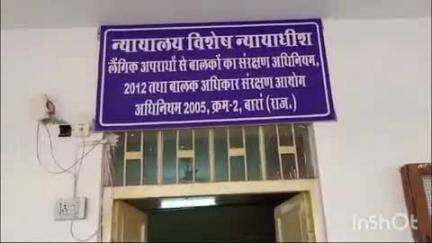 न्यायालय विशेष न्यायाधीश
लैंगिक अपराधों से बालकों का संरक्षण अधिनियम,
2012 तथा बालक अधिकार संरक्षण आयोग
अधिनियम 2005, क्रम-2, बारां (राज.)
InShOt